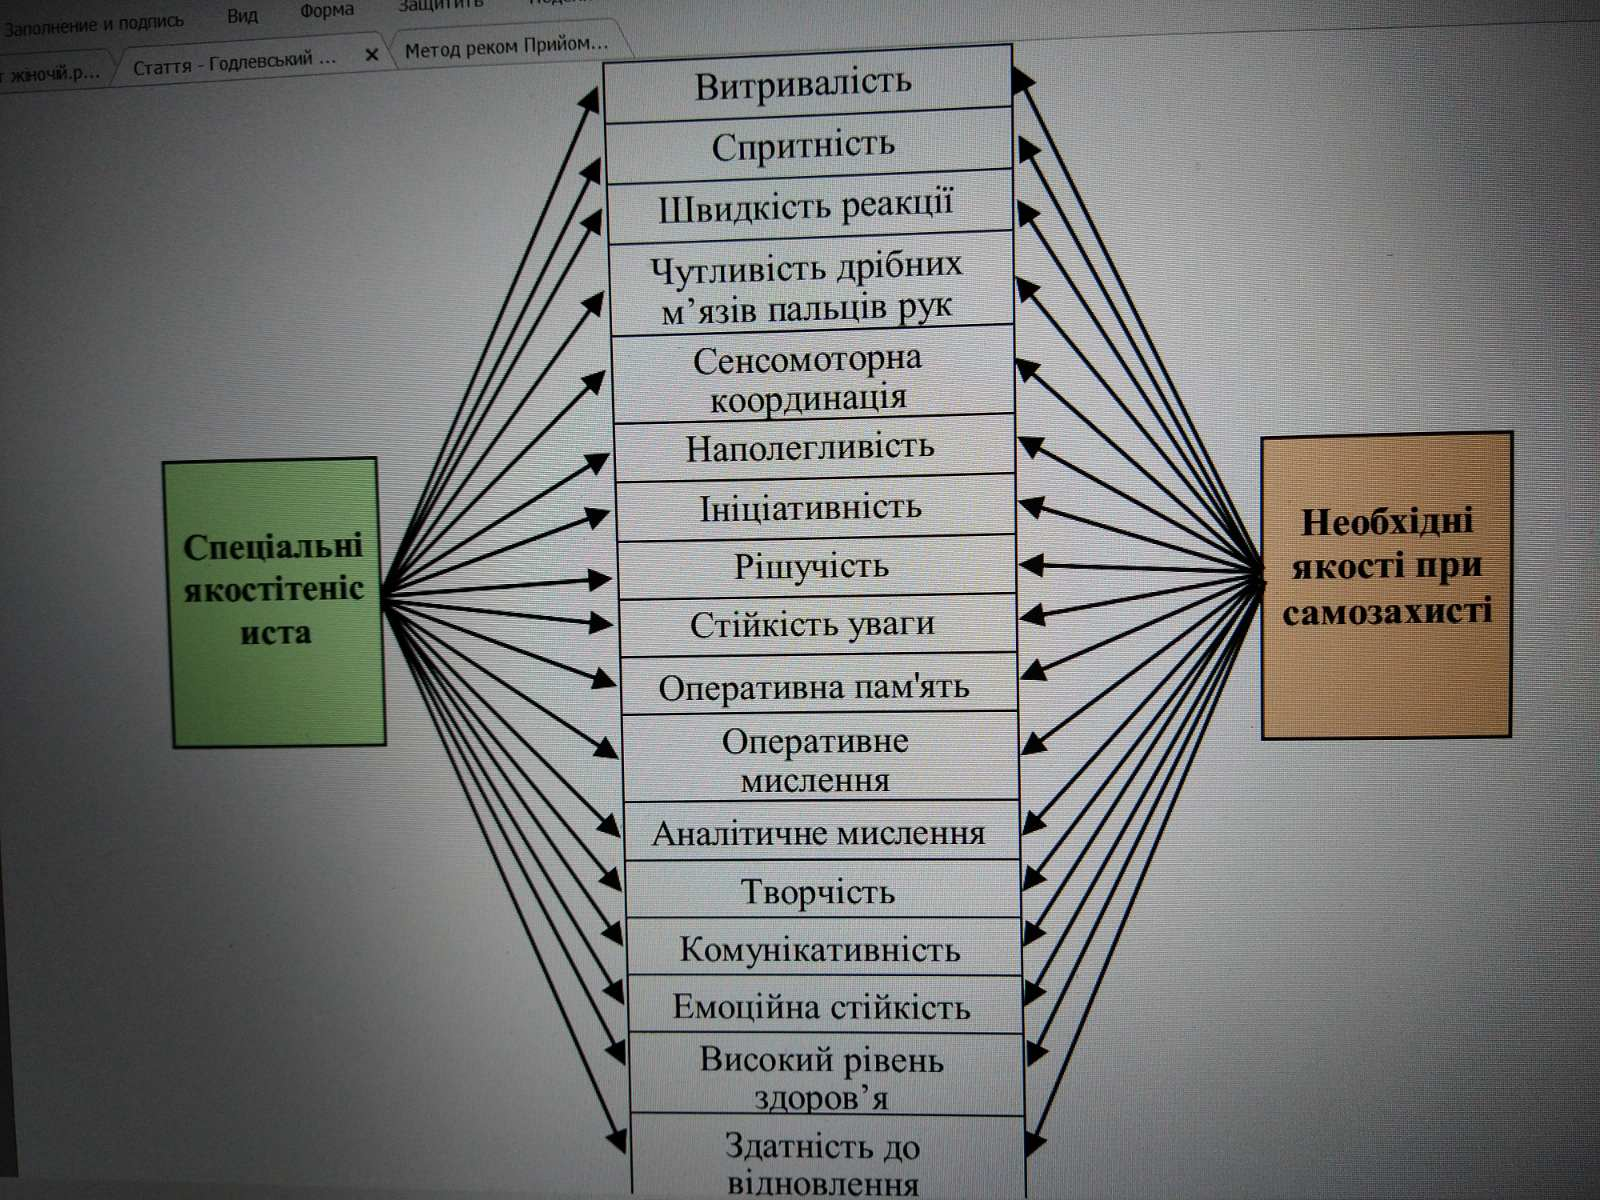 Заполнение и подпись
Вид
Форма
Защитить
жіночій.р...
Стаття - Годлевський ...
Метод реком Прийом...
Витривалість
Спритність
Швидкість реакції
Чутливість дрібних
м’язів пальців рук
Сенсомоторна
координація
Наполегливість
Ініціативність
Рішучість
Стійкість уваги
Оперативна пам'ять
Оперативне
мислення
Аналітичне мислення
Творчість
Комунікативність
Емоційна стійкість
Високий рівень
здоров’я
Здатність до
відновлення
Спеціальні
якостітеніс
иста
Необхідні
якості при
самозахисті